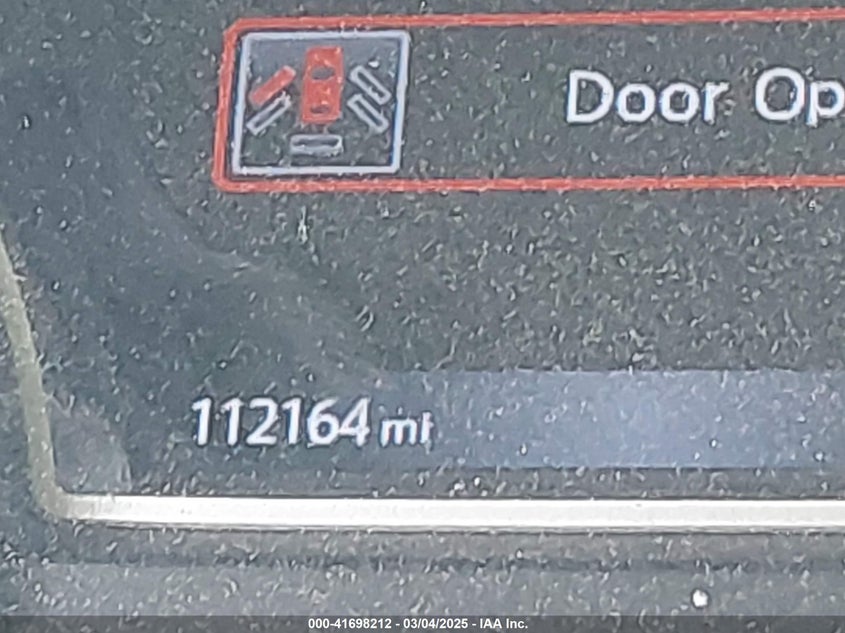 Door Op
112164 mi
000-41698212 - 03/04/2025 - IAA Inc.